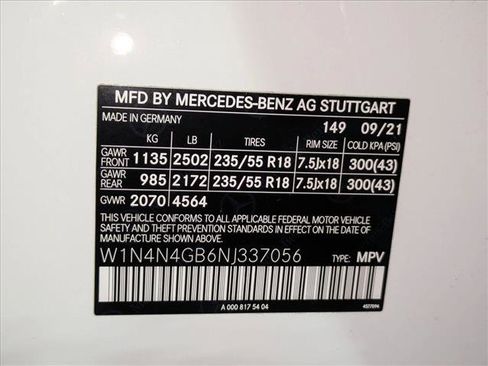 MFD BY MERCEDES-BENZ AG STUTTGART
MADE IN GERMANY 149 09/21
KG LB TIRES RIM SIZE COLD KPA (PSI)
GAWR FRONT 1135 2502 235/55 R18 7.5Jx18 300(43)
GAWR REAR 985 2172 235/55 R18 7.5Jx18 300(43)
GVWR 2070 4564
THIS VEHICLE CONFORMS TO ALL APPLICABLE FEDERAL MOTOR VEHICLE
SAFETY AND THEFT PREVENTION STANDARDS IN EFFECT ON THE DATE
OF MANUFACTURE SHOWN ABOVE.
W1N4N4GB6NJ337056 TYPE: MPV
A 000 817 54 04